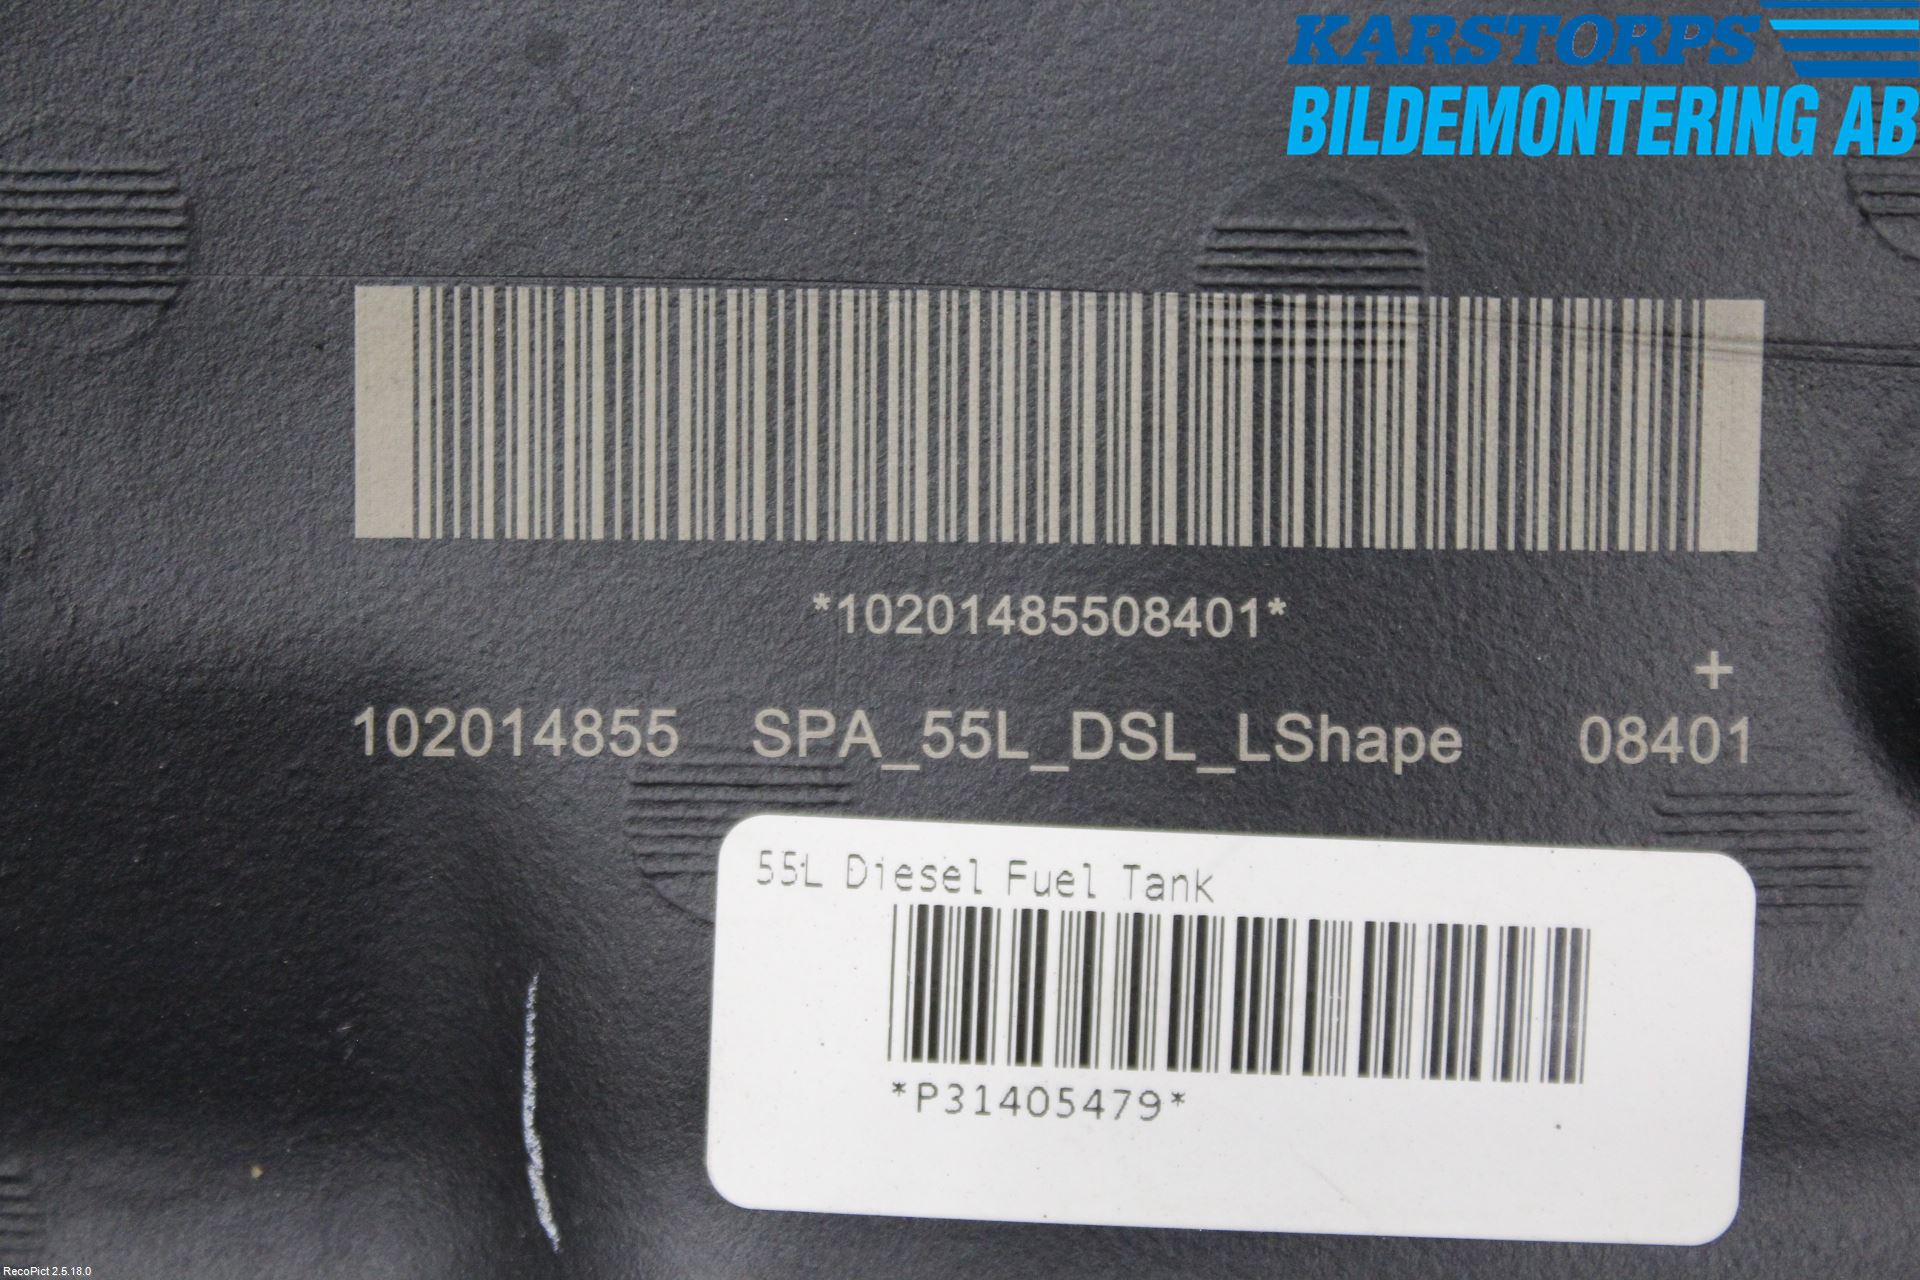 KARSTORPS
BILDEMONTERING AB
*10201485508401*
+
102014855 SPA_55L_DSL_LShape 08401
55L Diesel Fuel Tank
*P31405479*
RecoPict 2.5.18.0